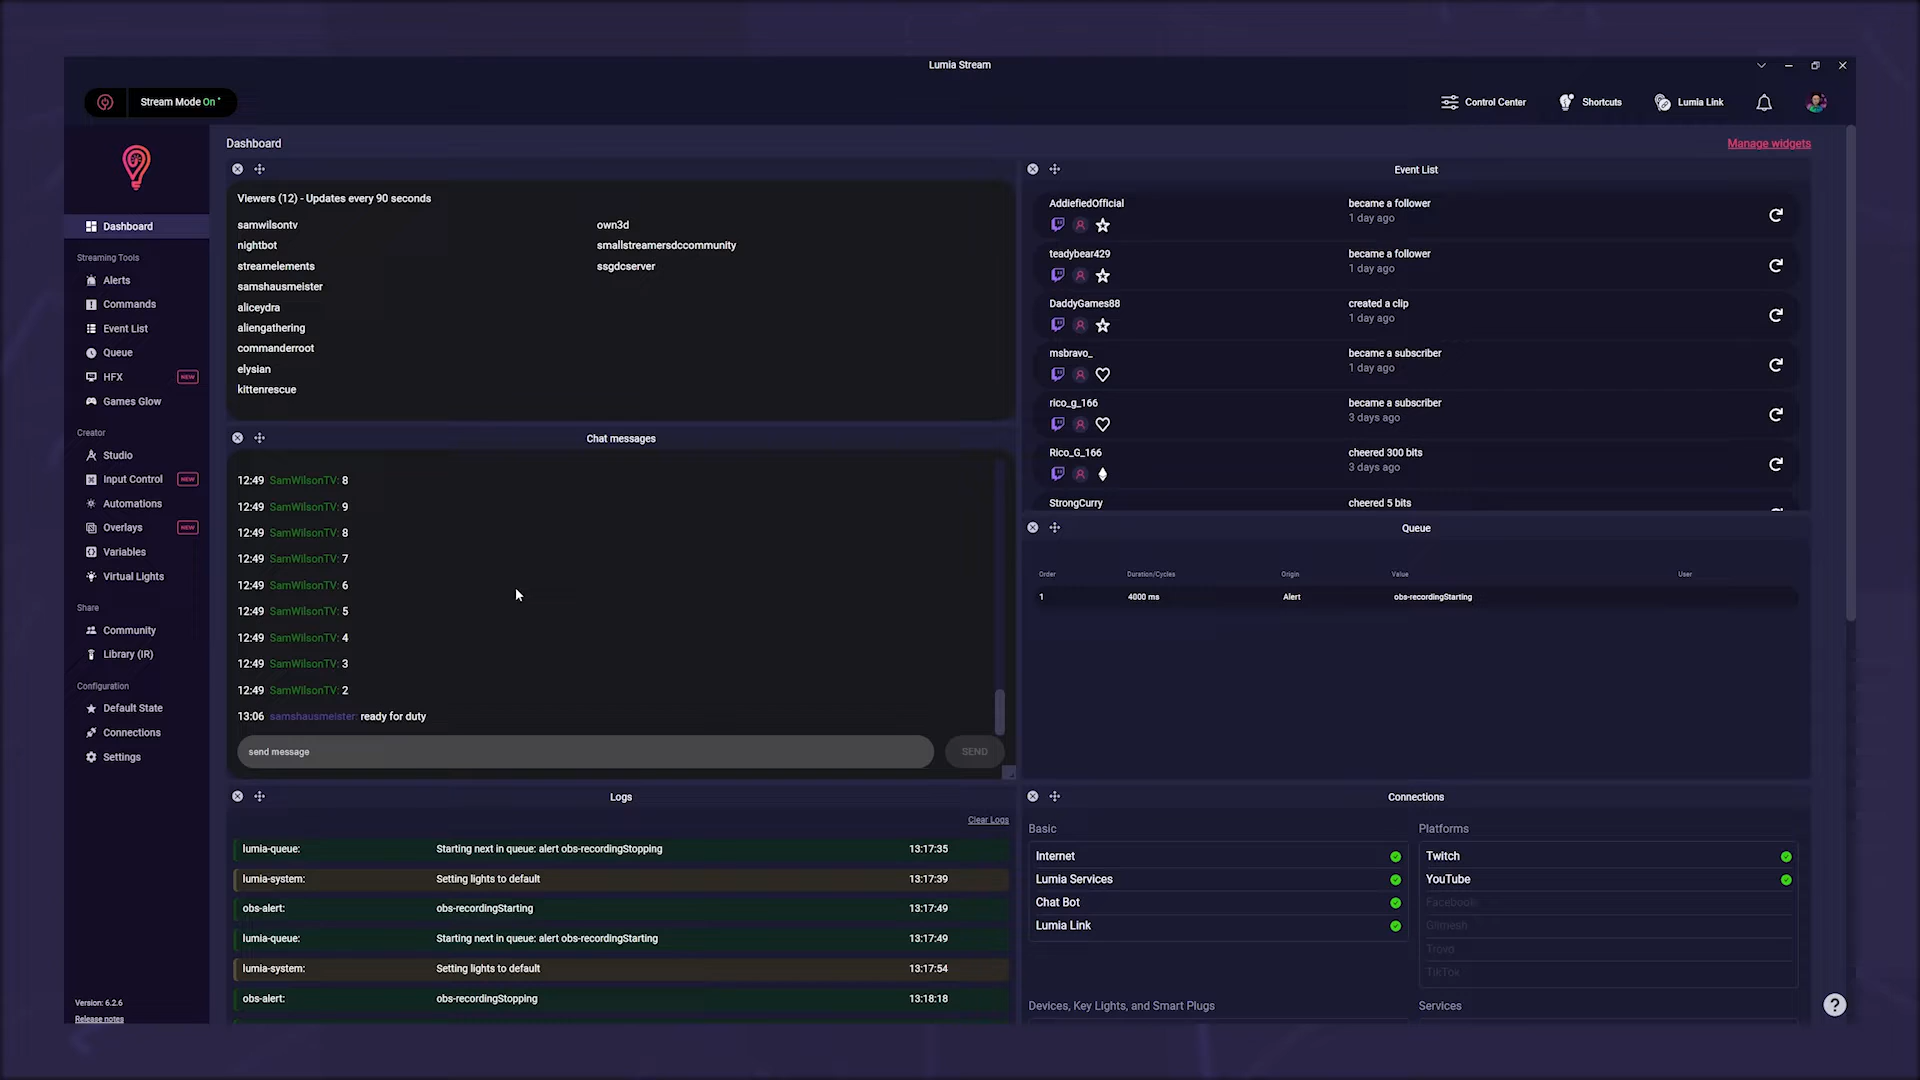 Lumia Stream
Stream Mode On
Control Center
Shortcuts
Lumia Link
Dashboard
Streaming Tools
Alerts
Commands
Event List
Queue
HFX NEW
Games Glow
Creator
Studio
Input Control NEW
Automations
Overlays NEW
Variables
Virtual Lights
Share
Community
Library (IR)
Configuration
Default State
Connections
Settings
Version: 6.2.6
Release notes
Dashboard
Manage widgets
Viewers (12) - Updates every 90 seconds
samwilsontv
nightbot
streamelements
samshausmeister
aliceydra
aliengathering
commanderroot
elysian
kittenrescue
own3d
smallstreamersdccommunity
ssgdcserver
Chat messages
12:49 SamWilsonTV: 8
12:49 SamWilsonTV: 9
12:49 SamWilsonTV: 8
12:49 SamWilsonTV: 7
12:49 SamWilsonTV: 6
12:49 SamWilsonTV: 5
12:49 SamWilsonTV: 4
12:49 SamWilsonTV: 3
12:49 SamWilsonTV: 2
13:06 samshausmeister: ready for duty
send message
SEND
Logs
Clear Logs
lumia-queue: Starting next in queue: alert obs-recordingStopping 13:17:35
lumia-system: Setting lights to default 13:17:39
obs-alert: obs-recordingStarting 13:17:49
lumia-queue: Starting next in queue: alert obs-recordingStarting 13:17:49
lumia-system: Setting lights to default 13:17:54
obs-alert: obs-recordingStopping 13:18:18
Event List
AddiefiedOfficial became a follower
1 day ago
teadybear429 became a follower
1 day ago
DaddyGames88 created a clip
1 day ago
msbravo_ became a subscriber
1 day ago
rico_g_166 became a subscriber
3 days ago
Rico_G_166 cheered 300 bits
3 days ago
StrongCurry cheered 5 bits
Queue
Order Duration/Cycles Origin Value User
1 4000 ms Alert obs-recordingStarting
Connections
Basic
Internet
Lumia Services
Chat Bot
Lumia Link
Platforms
Twitch
YouTube
Facebook
Glimesh
Trovo
TikTok
Devices, Key Lights, and Smart Plugs
Services
?